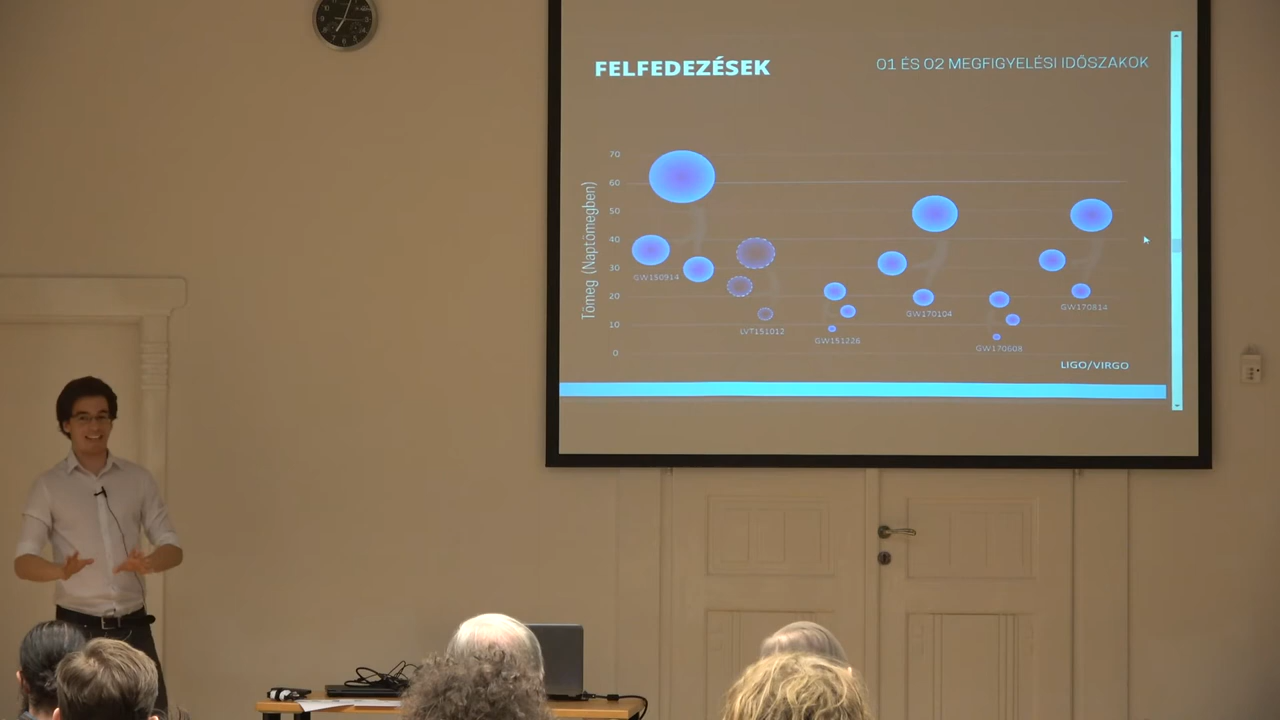 FELFEDEZÉSEK
O1 ÉS O2 MEGFIGYELÉSI IDŐSZAKOK
Tömeg (Naptömegben)
70
60
50
40
30
20
10
0
GW150914
LVT151012
GW151226
GW170104
GW170608
GW170814
LIGO/VIRGO